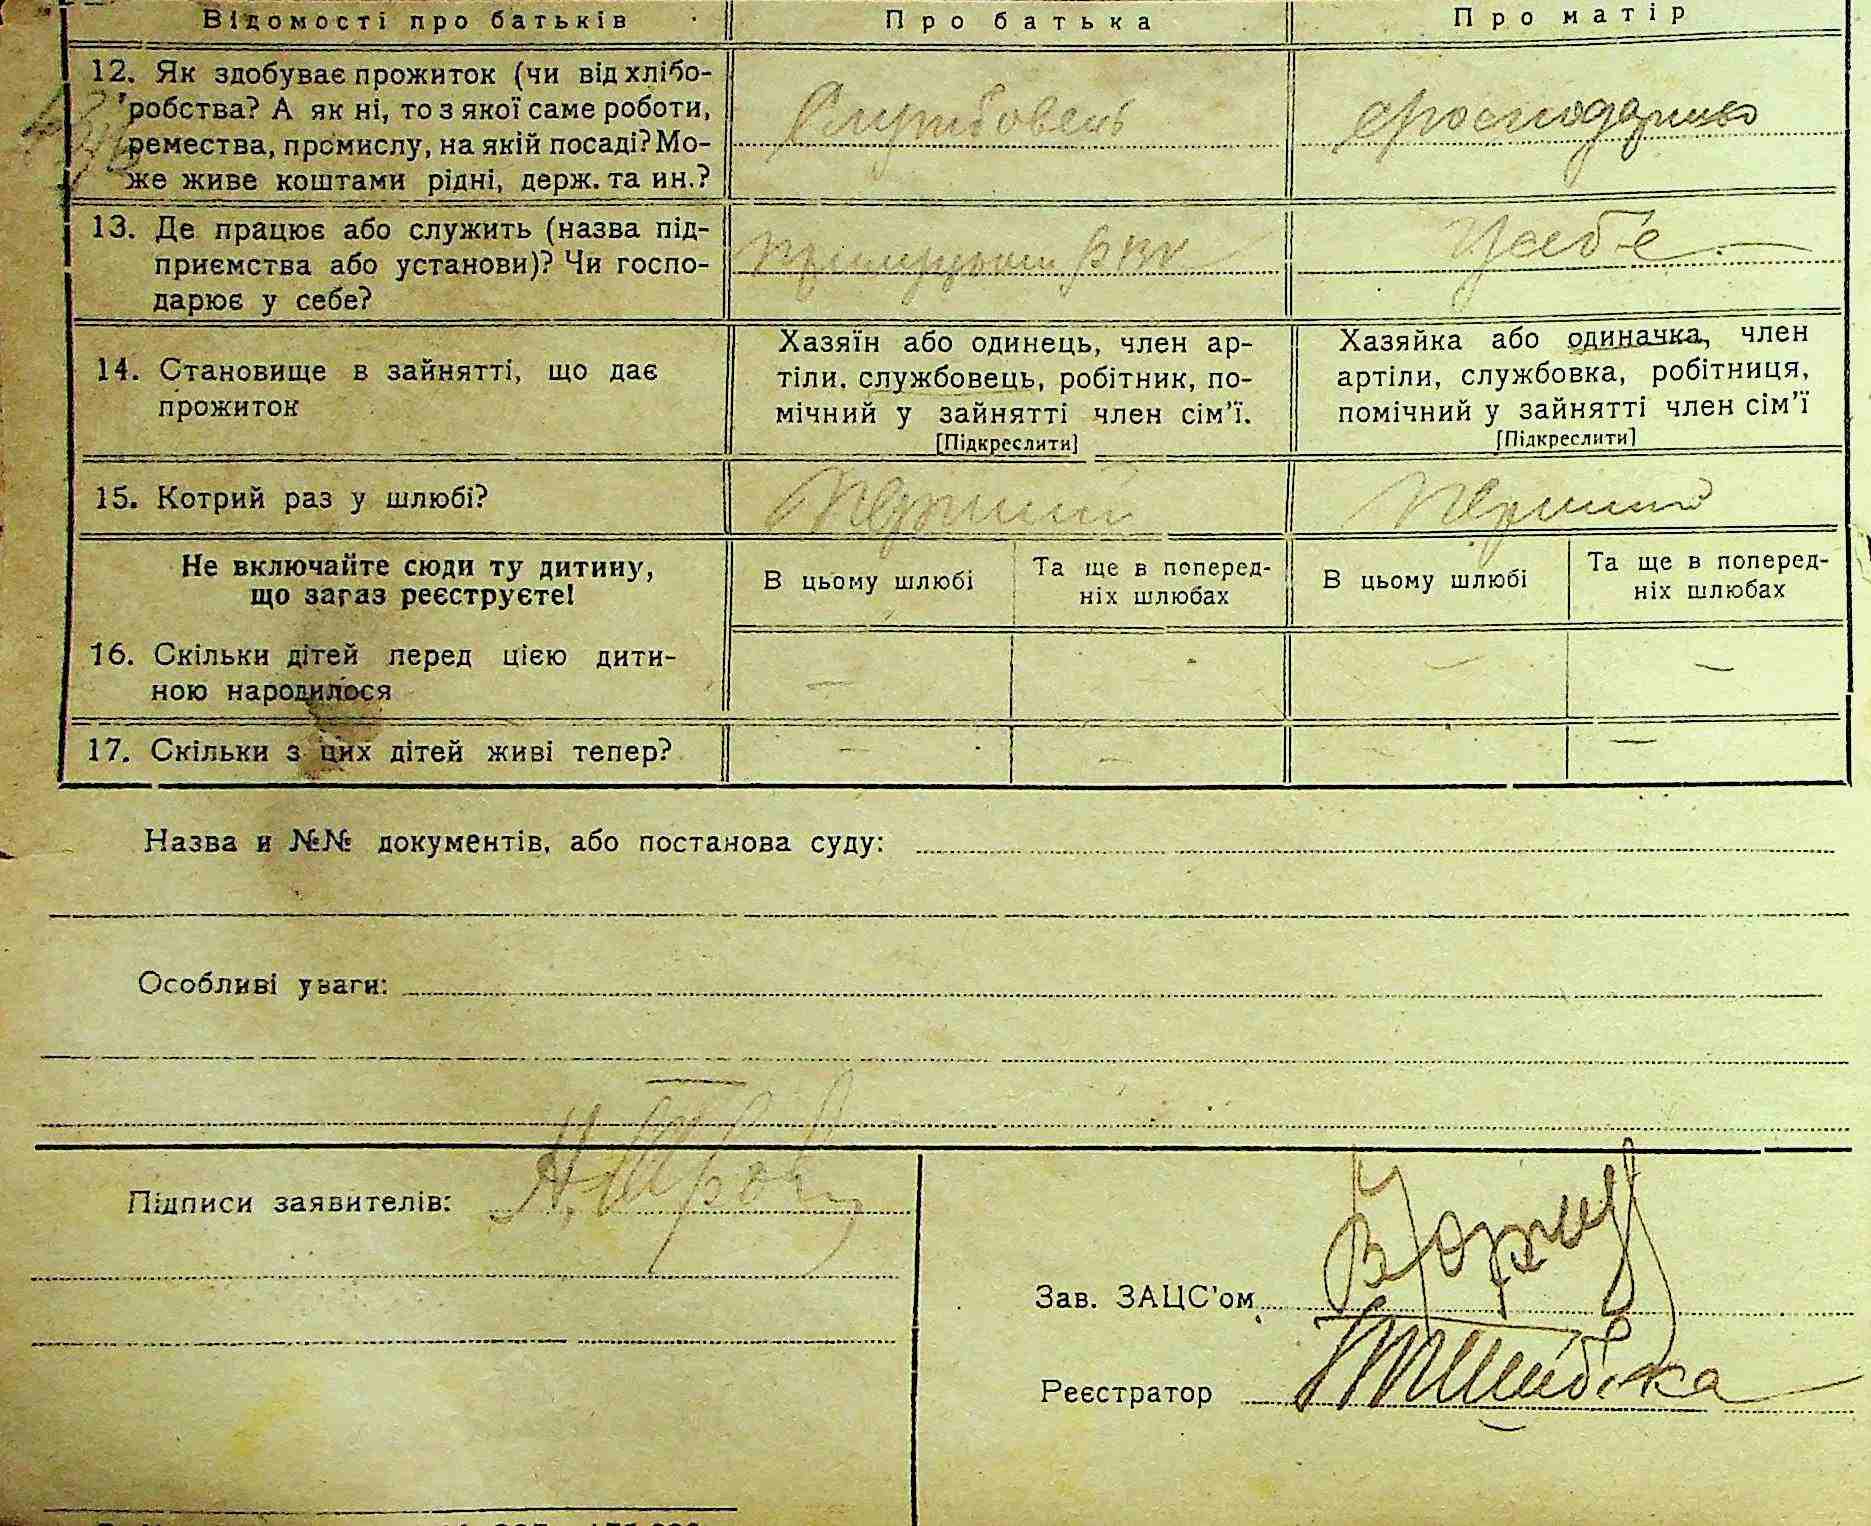 Відомості про батьків
Про батька
Про матір
12. Як здобуває прожиток (чи від хлібо-
робства? А як ні, то з якої саме роботи,
ремества, промислу, на якій посаді? Мо-
же живе коштами рідні, держ. та ин.?
Службовець
13. Де працює або служить (назва під-
приємства або установи)? Чи госпо-
дарює у себе?
РВК
У себе
14. Становище в зайнятті, що дає
прожиток
Хазяїн або одинець, член ар-
тіли, службовець, робітник, по-
мічний у зайнятті член сім'ї.
[Підкреслити]
Хазяйка або одиначка, член
артіли, службовка, робітниця,
помічний у зайнятті член сім'ї
[Підкреслити]
15. Котрий раз у шлюбі?
Перший
Перший
Не включайте сюди ту дитину,
що зараз реєструєте!
В цьому шлюбі
Та ще в поперед-
ніх шлюбах
В цьому шлюбі
Та ще в поперед-
ніх шлюбах
16. Скільки дітей перед цією дити-
ною народилося
– – – –
17. Скільки з цих дітей живі тепер?
– – –
Назва и №№ документів, або постанова суду:
Особливі уваги:
Підписи заявителів:
Зав. ЗАЦС'ом
Реєстратор